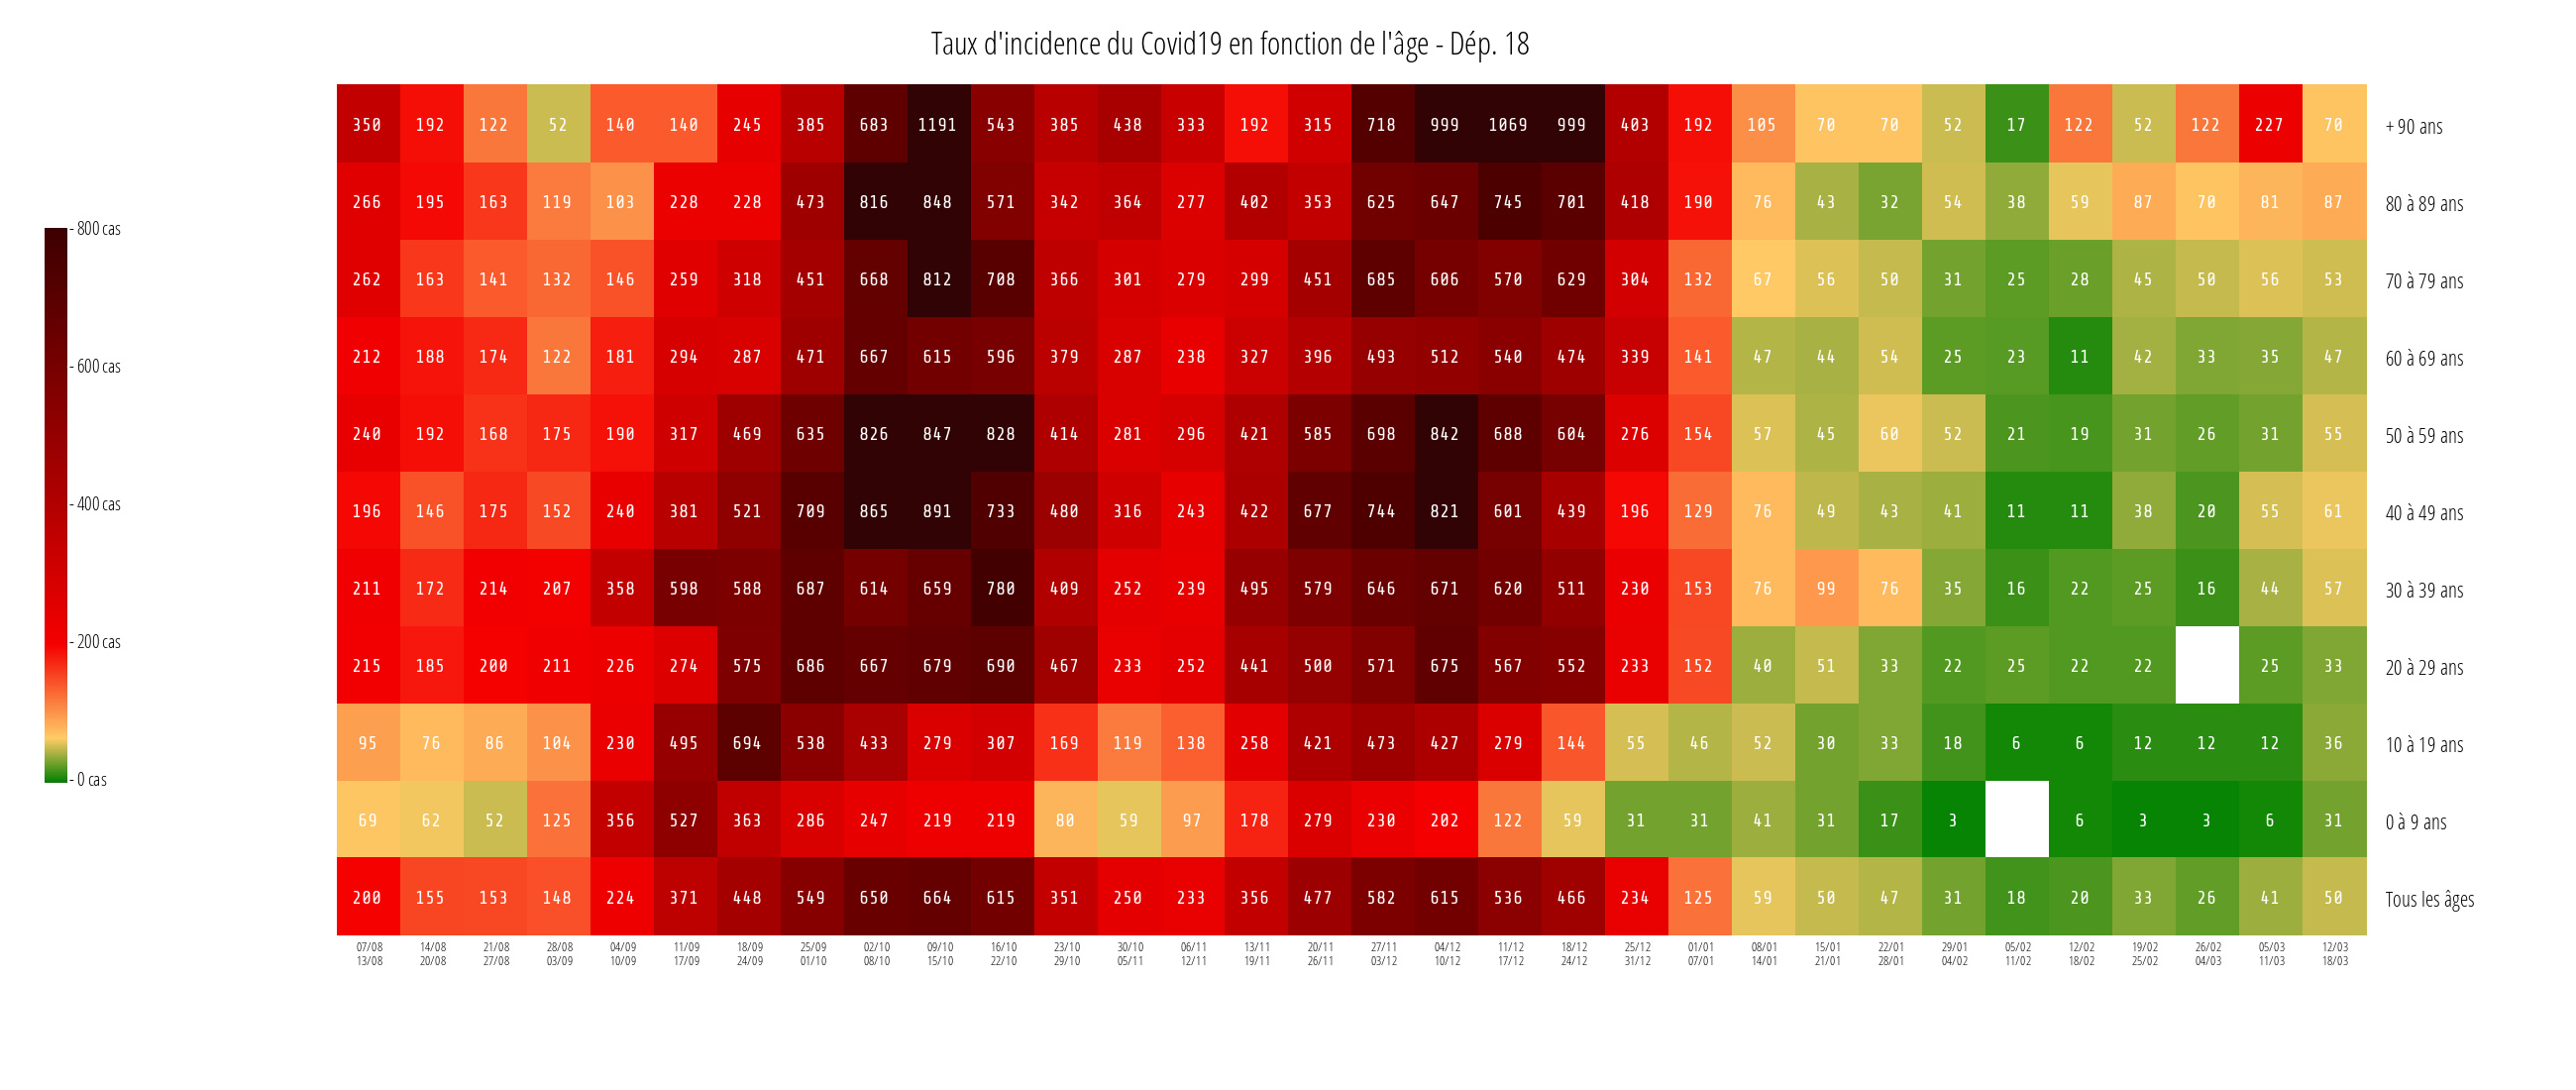 Taux d'incidence du Covid19 en fonction de l'âge - Dép. 18
- 800 cas
- 600 cas
- 400 cas
- 200 cas
- 0 cas
350 192 122 52 140 140 245 385 683 1191 543 385 438 333 192 315 718 999 1069 999 403 192 105 70 70 52 17 122 52 122 227 70 + 90 ans
266 195 163 119 103 228 228 473 816 848 571 342 364 277 402 353 625 647 745 701 418 190 76 43 32 54 38 59 87 70 81 87 80 à 89 ans
262 163 141 132 146 259 318 451 668 812 708 366 301 279 299 451 685 606 570 629 304 132 67 56 50 31 25 28 45 50 56 53 70 à 79 ans
212 188 174 122 181 294 287 471 667 615 596 379 287 238 327 396 493 512 540 474 339 141 47 44 54 25 23 11 42 33 35 47 60 à 69 ans
240 192 168 175 190 317 469 635 826 847 828 414 281 296 421 585 698 842 688 604 276 154 57 45 60 52 21 19 31 26 31 55 50 à 59 ans
196 146 175 152 240 381 521 709 865 891 733 480 316 243 422 677 744 821 601 439 196 129 76 49 43 41 11 11 38 20 55 61 40 à 49 ans
211 172 214 207 358 598 588 687 614 659 780 409 252 239 495 579 646 671 620 511 230 153 76 99 76 35 16 22 25 16 44 57 30 à 39 ans
215 185 200 211 226 274 575 686 667 679 690 467 233 252 441 500 571 675 567 552 233 152 40 51 33 22 25 22 22 25 33 20 à 29 ans
95 76 86 104 230 495 694 538 433 279 307 169 119 138 258 421 473 427 279 144 55 46 52 30 33 18 6 6 12 12 12 36 10 à 19 ans
69 62 52 125 356 527 363 286 247 219 219 80 59 97 178 279 230 202 122 59 31 31 41 31 17 3 6 3 3 6 31 0 à 9 ans
200 155 153 148 224 371 448 549 650 664 615 351 250 233 356 477 582 615 536 466 234 125 59 50 47 31 18 20 33 26 41 50 Tous les âges
07/08 14/08 21/08 28/08 04/09 11/09 18/09 25/09 02/10 09/10 16/10 23/10 30/10 06/11 13/11 20/11 27/11 04/12 11/12 18/12 25/12 01/01 08/01 15/01 22/01 29/01 05/02 12/02 19/02 26/02 05/03 12/03
13/08 20/08 27/08 03/09 10/09 17/09 24/09 01/10 08/10 15/10 22/10 29/10 05/11 12/11 19/11 26/11 03/12 10/12 17/12 24/12 31/12 07/01 14/01 21/01 28/01 04/02 11/02 18/02 25/02 04/03 11/03 18/03